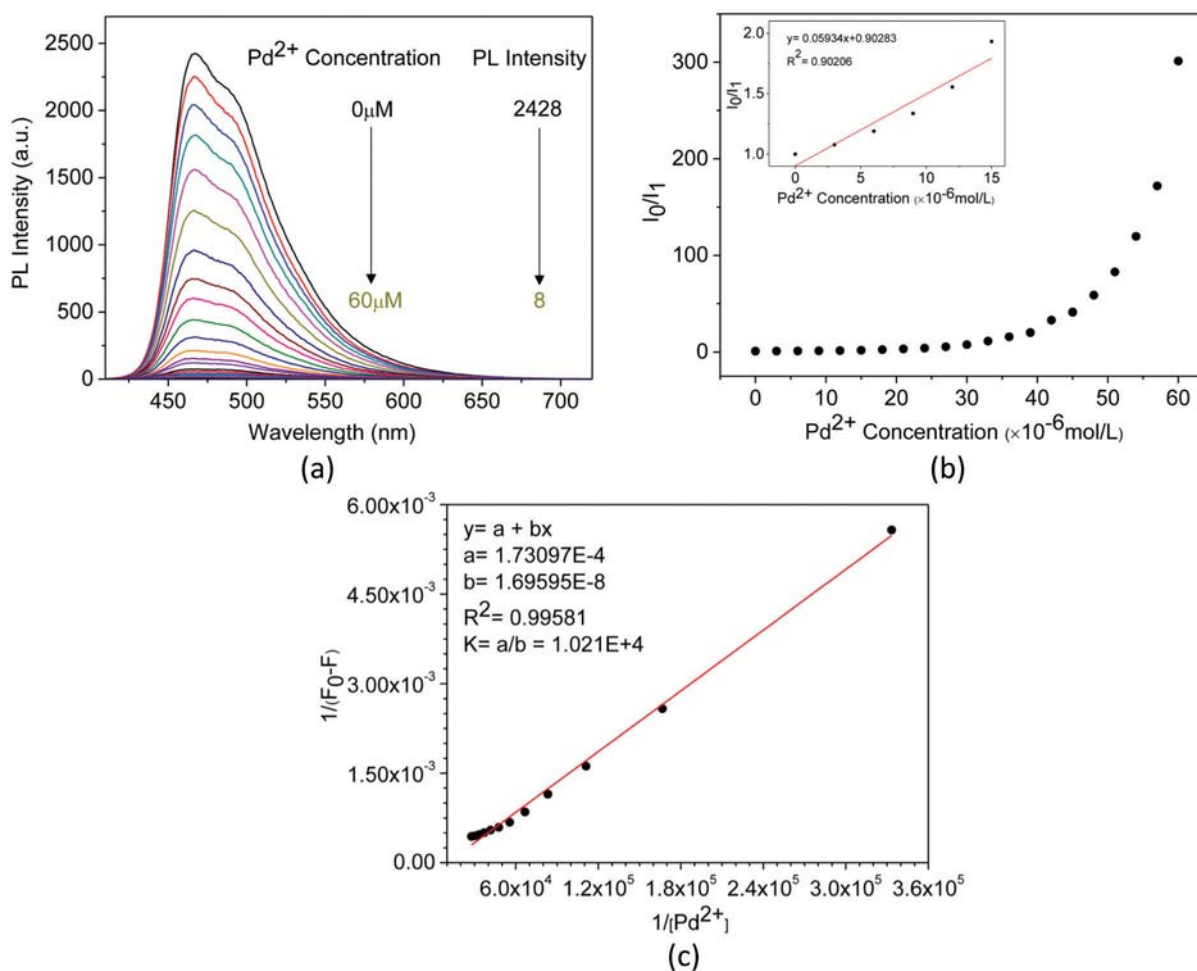 2500
2000
1500
1000
500
0
PL Intensity (a.u.)
Pd²⁺ Concentration PL Intensity
0μM 2428
60μM 8
450 500 550 600 650 700
Wavelength (nm)
(a)
300
200
100
0
I₀/I₁
2.0
1.5
1.0
I₀/I₁
y= 0.05934x+0.90283
R²= 0.90206
0 5 10 15
Pd²⁺ Concentration (×10⁻⁶mol/L)
0 10 20 30 40 50 60
Pd²⁺ Concentration (×10⁻⁶mol/L)
(b)
6.00x10⁻³
4.50x10⁻³
3.00x10⁻³
1.50x10⁻³
0.00
1/(F₀-F)
y= a + bx
a= 1.73097E-4
b= 1.69595E-8
R²= 0.99581
K= a/b = 1.021E+4
6.0x10⁴ 1.2x10⁵ 1.8x10⁵ 2.4x10⁵ 3.0x10⁵ 3.6x10⁵
1/[Pd²⁺]
(c)